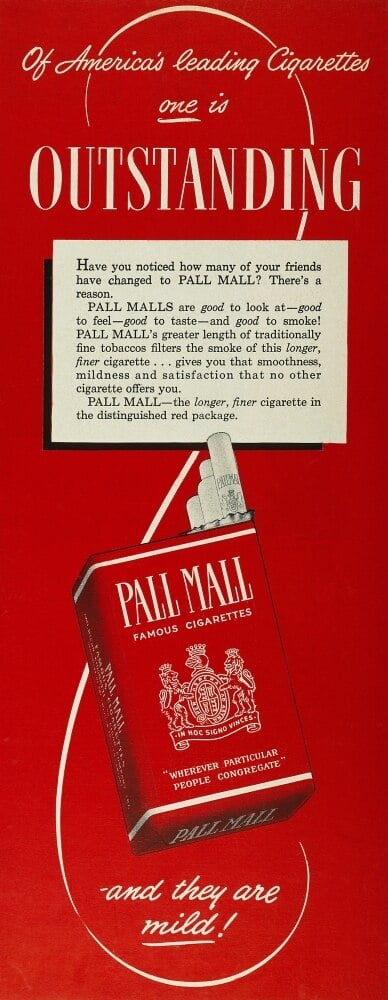 Of America's leading Cigarettes
one is
OUTSTANDING
Have you noticed how many of your friends
have changed to PALL MALL? There's a
reason.
PALL MALLS are good to look at—good
to feel—good to taste—and good to smoke!
PALL MALL's greater length of traditionally
fine tobaccos filters the smoke of this longer,
finer cigarette . . . gives you that smoothness,
mildness and satisfaction that no other
cigarette offers you.
PALL MALL—the longer, finer cigarette in
the distinguished red package.
PALL MALL
PALL MALL
FAMOUS CIGARETTES
IN HOC SIGNO VINCES
"WHEREVER PARTICULAR
PEOPLE CONGREGATE"
PALL MALL
PALL MALL
-and they are
mild!